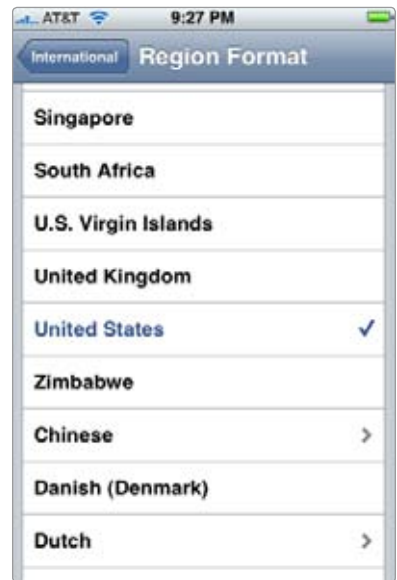 AT&T 9:27 PM
International Region Format
Singapore
South Africa
U.S. Virgin Islands
United Kingdom
United States
Zimbabwe
Chinese
Danish (Denmark)
Dutch